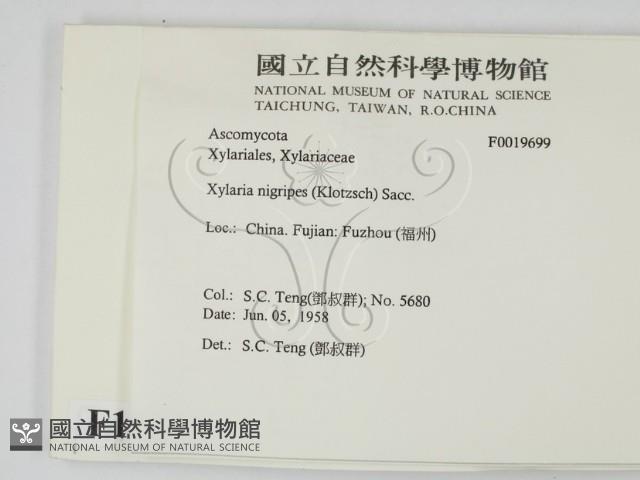 國立自然科學博物館
NATIONAL MUSEUM OF NATURAL SCIENCE
TAICHUNG, TAIWAN, R.O.CHINA
Ascomycota F0019699
Xylariales, Xylariaceae
Xylaria nigripes (Klotzsch) Sacc.
Loc.: China. Fujian: Fuzhou (福州)
Col.: S.C. Teng(鄧叔群); No. 5680
Date: Jun. 05, 1958
Det.: S.C. Teng (鄧叔群)
F1
國立自然科學博物館
NATIONAL MUSEUM OF NATURAL SCIENCE